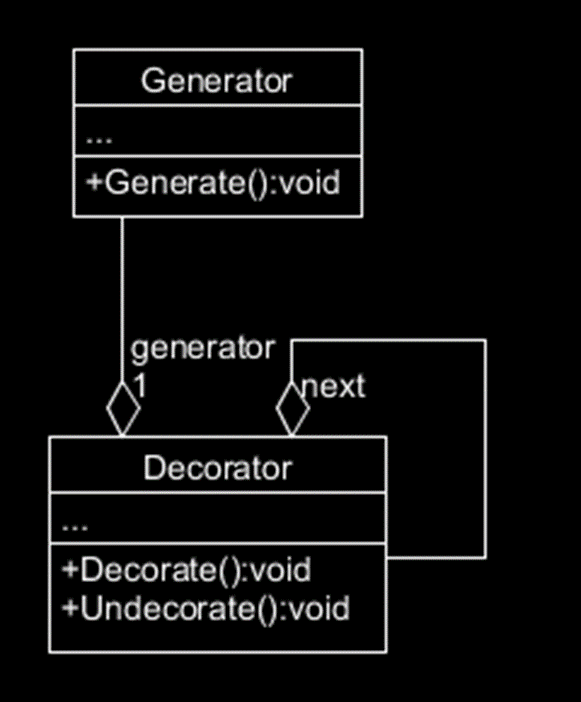 Generator
...
+Generate():void
generator
1
next
Decorator
...
+Decorate():void
+Undecorate():void